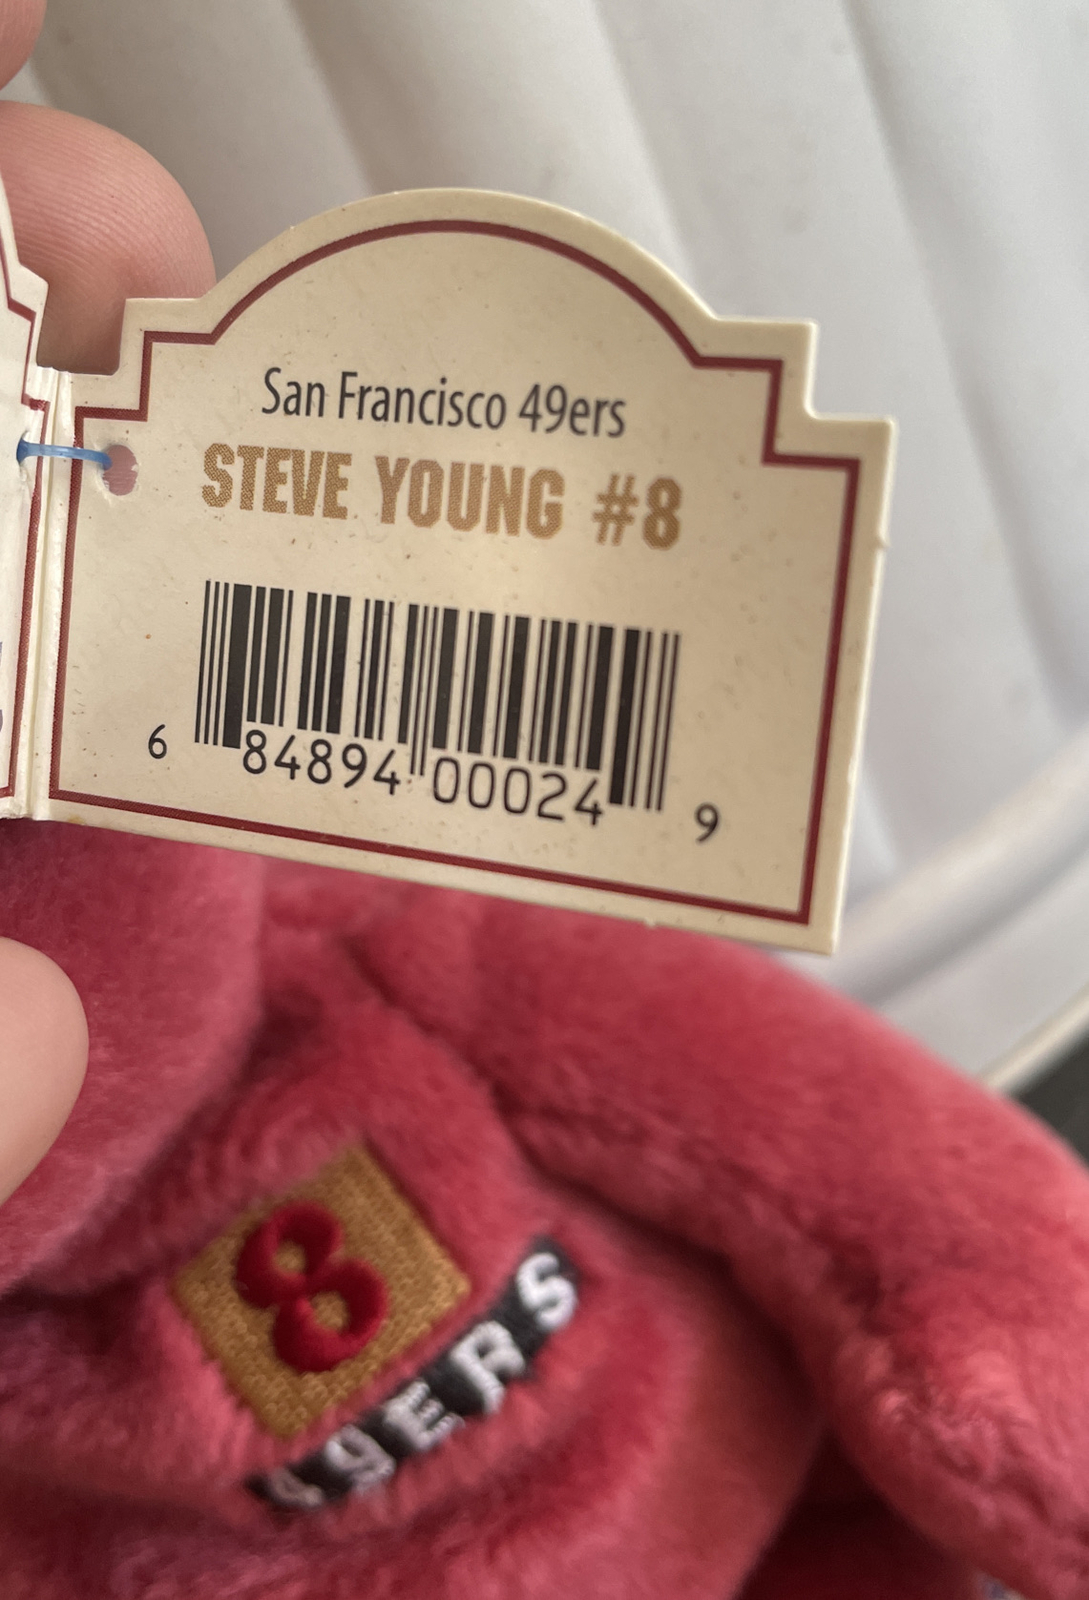 San Francisco 49ers
STEVE YOUNG #8
6 84894 00024 9
8
49ERS